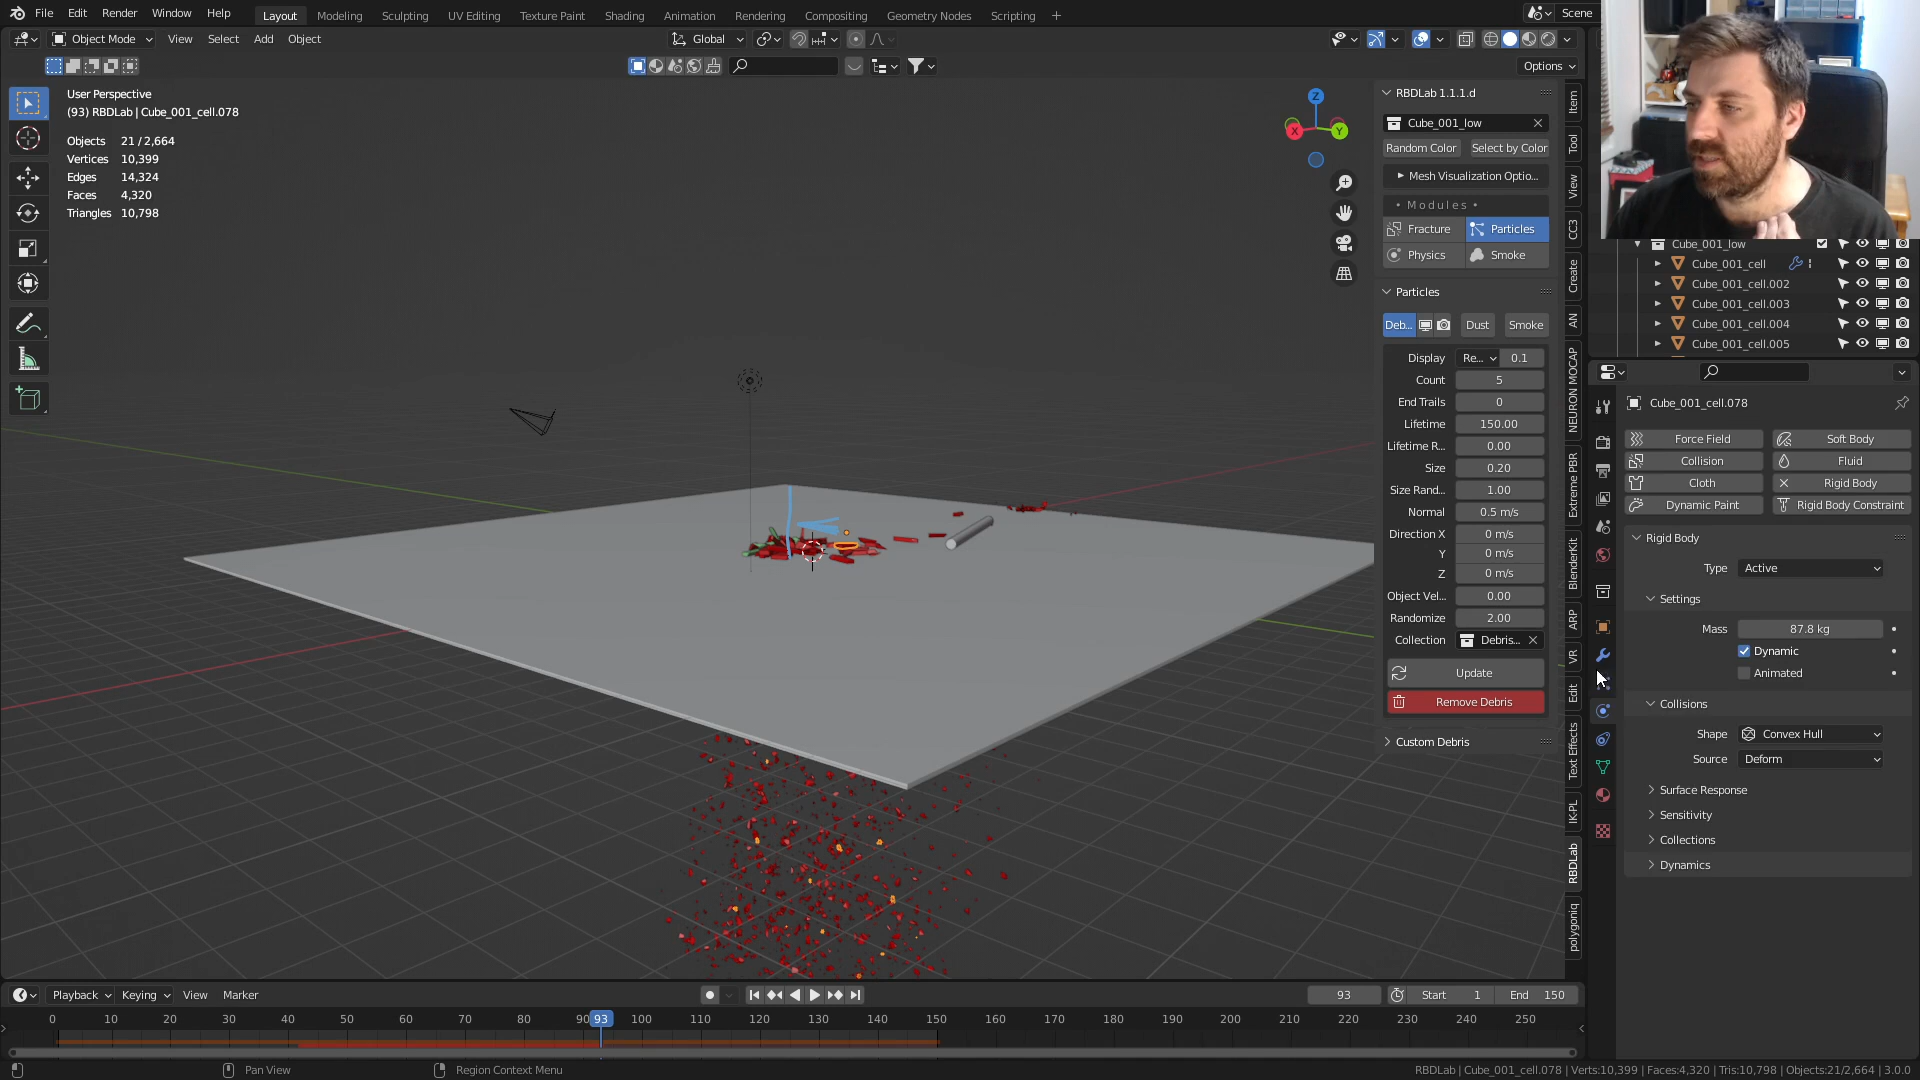 File Edit Render Window Help Layout Modeling Sculpting UV Editing Texture Paint Shading Animation Rendering Compositing Geometry Nodes Scripting + Scene
Object Mode View Select Add Object Global
Options
User Perspective
(93) RBDLab | Cube_001_cell.078
Objects 21 / 2,664
Vertices 10,399
Edges 14,324
Faces 4,320
Triangles 10,798
Z
X
Y
RBDLab 1.1.1.d
Cube_001_low
Random Color Select by Color
Mesh Visualization Optio...
• Modules •
Fracture Particles
Physics Smoke
Particles
Deb... Dust Smoke
Display Re... 0.1
Count 5
End Trails 0
Lifetime 150.00
Lifetime R... 0.00
Size 0.20
Size Rand... 1.00
Normal 0.5 m/s
Direction X 0 m/s
Y 0 m/s
Z 0 m/s
Object Vel... 0.00
Randomize 2.00
Collection Debris...
Update
Remove Debris
Custom Debris
Item
Tool
View
CC3
Create
AN
NEURON MOCAP
Extreme PBR
BlenderKit
ARP
VR
Edit
Text Effects
IK-PL
RBDLab
polygoniq
Cube_001_low
Cube_001_cell
Cube_001_cell.002
Cube_001_cell.003
Cube_001_cell.004
Cube_001_cell.005
Cube_001_cell.078
Force Field Soft Body
Collision Fluid
Cloth Rigid Body
Dynamic Paint Rigid Body Constraint
Rigid Body
Type Active
Settings
Mass 87.8 kg
Dynamic
Animated
Collisions
Shape Convex Hull
Source Deform
Surface Response
Sensitivity
Collections
Dynamics
Playback Keying View Marker 93 Start 1 End 150
0 10 20 30 40 50 60 70 80 90 93 100 110 120 130 140 150 160 170 180 190 200 210 220 230 240 250
Pan View Region Context Menu RBDLab | Cube_001_cell.078 | Verts:10,399 | Faces:4,320 | Tris:10,798 | Objects:21/2,664 | 3.0.0